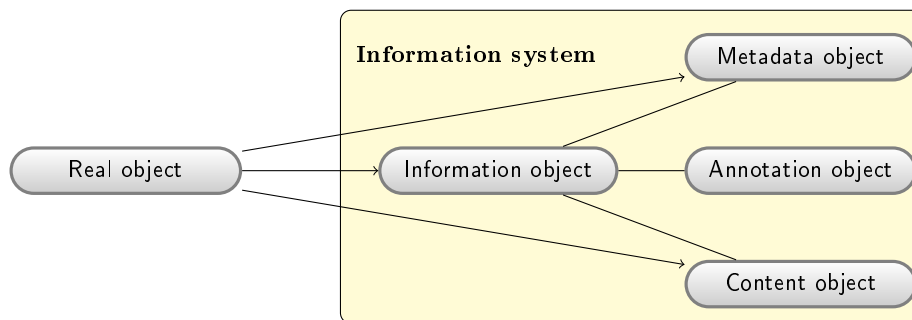 Information system
Metadata object
Real object
Information object
Annotation object
Content object